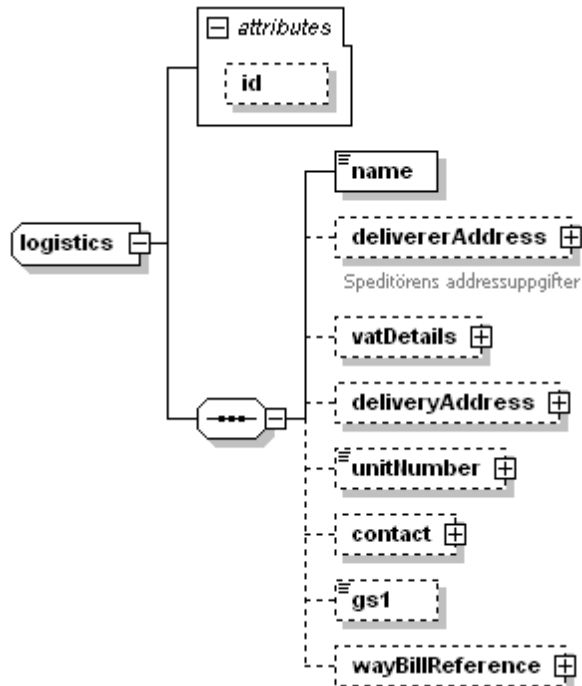 attributes
id
logistics
name
delivererAddress
Speditörens addressuppgifter
vatDetails
deliveryAddress
unitNumber
contact
gs1
wayBillReference